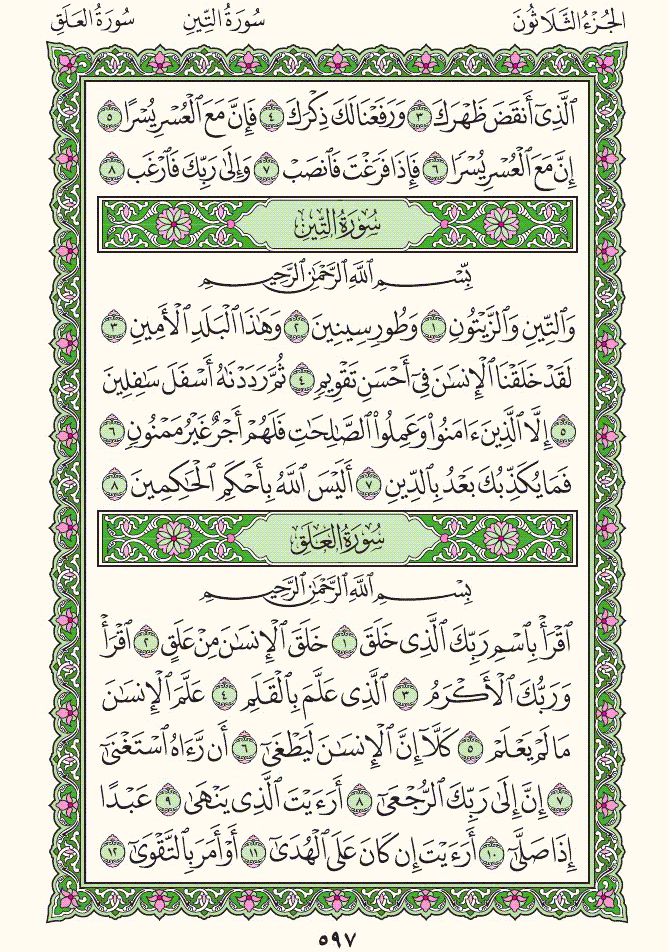 الجُزْءُ الثَّلَاثُونَ سُورَةُ التِّينِ سُورَةُ العَلَقِ
ٱلَّذِىٓ أَنقَضَ ظَهْرَكَ ٣ وَرَفَعْنَا لَكَ ذِكْرَكَ ٤ فَإِنَّ مَعَ ٱلْعُسْرِ يُسْرًا ٥
إِنَّ مَعَ ٱلْعُسْرِ يُسْرًا ٦ فَإِذَا فَرَغْتَ فَٱنصَبْ ٧ وَإِلَىٰ رَبِّكَ فَٱرْغَب ٨
سُورَةُ التِّينِ
بِّسْمِ ٱللَّهِ ٱلرَّحْمَٰنِ ٱلرَّحِيمِ
وَٱلتِّينِ وَٱلزَّيْتُونِ ١ وَطُورِ سِينِينَ ٢ وَهَٰذَا ٱلْبَلَدِ ٱلْأَمِينِ ٣
لَقَدْ خَلَقْنَا ٱلْإِنسَٰنَ فِىٓ أَحْسَنِ تَقْوِيمٍ ٤ ثُمَّ رَدَدْنَٰهُ أَسْفَلَ سَٰفِلِينَ
٥ إِلَّا ٱلَّذِينَ ءَامَنُوا۟ وَعَمِلُوا۟ ٱلصَّٰلِحَٰتِ فَلَهُمْ أَجْرٌ غَيْرُ مَمْنُونٍ ٦
فَمَا يُكَذِّبُكَ بَعْدُ بِٱلدِّينِ ٧ أَلَيْسَ ٱللَّهُ بِأَحْكَمِ ٱلْحَٰكِمِينَ ٨
سُورَةُ العَلَقِ
بِسْمِ ٱللَّهِ ٱلرَّحْمَٰنِ ٱلرَّحِيمِ
ٱقْرَأْ بِٱسْمِ رَبِّكَ ٱلَّذِى خَلَقَ ١ خَلَقَ ٱلْإِنسَٰنَ مِنْ عَلَقٍ ٢ ٱقْرَأْ
وَرَبُّكَ ٱلْأَكْرَمُ ٣ ٱلَّذِى عَلَّمَ بِٱلْقَلَمِ ٤ عَلَّمَ ٱلْإِنسَٰنَ
مَا لَمْ يَعْلَمْ ٥ كَلَّآ إِنَّ ٱلْإِنسَٰنَ لَيَطْغَىٰٓ ٦ أَن رَّءَاهُ ٱسْتَغْنَىٰٓ
٧ إِنَّ إِلَىٰ رَبِّكَ ٱلرُّجْعَىٰٓ ٨ أَرَءَيْتَ ٱلَّذِى يَنْهَىٰ ٩ عَبْدًا
إِذَا صَلَّىٰٓ ١٠ أَرَءَيْتَ إِن كَانَ عَلَى ٱلْهُدَىٰٓ ١١ أَوْ أَمَرَ بِٱلتَّقْوَىٰٓ ١٢
٥٩٧